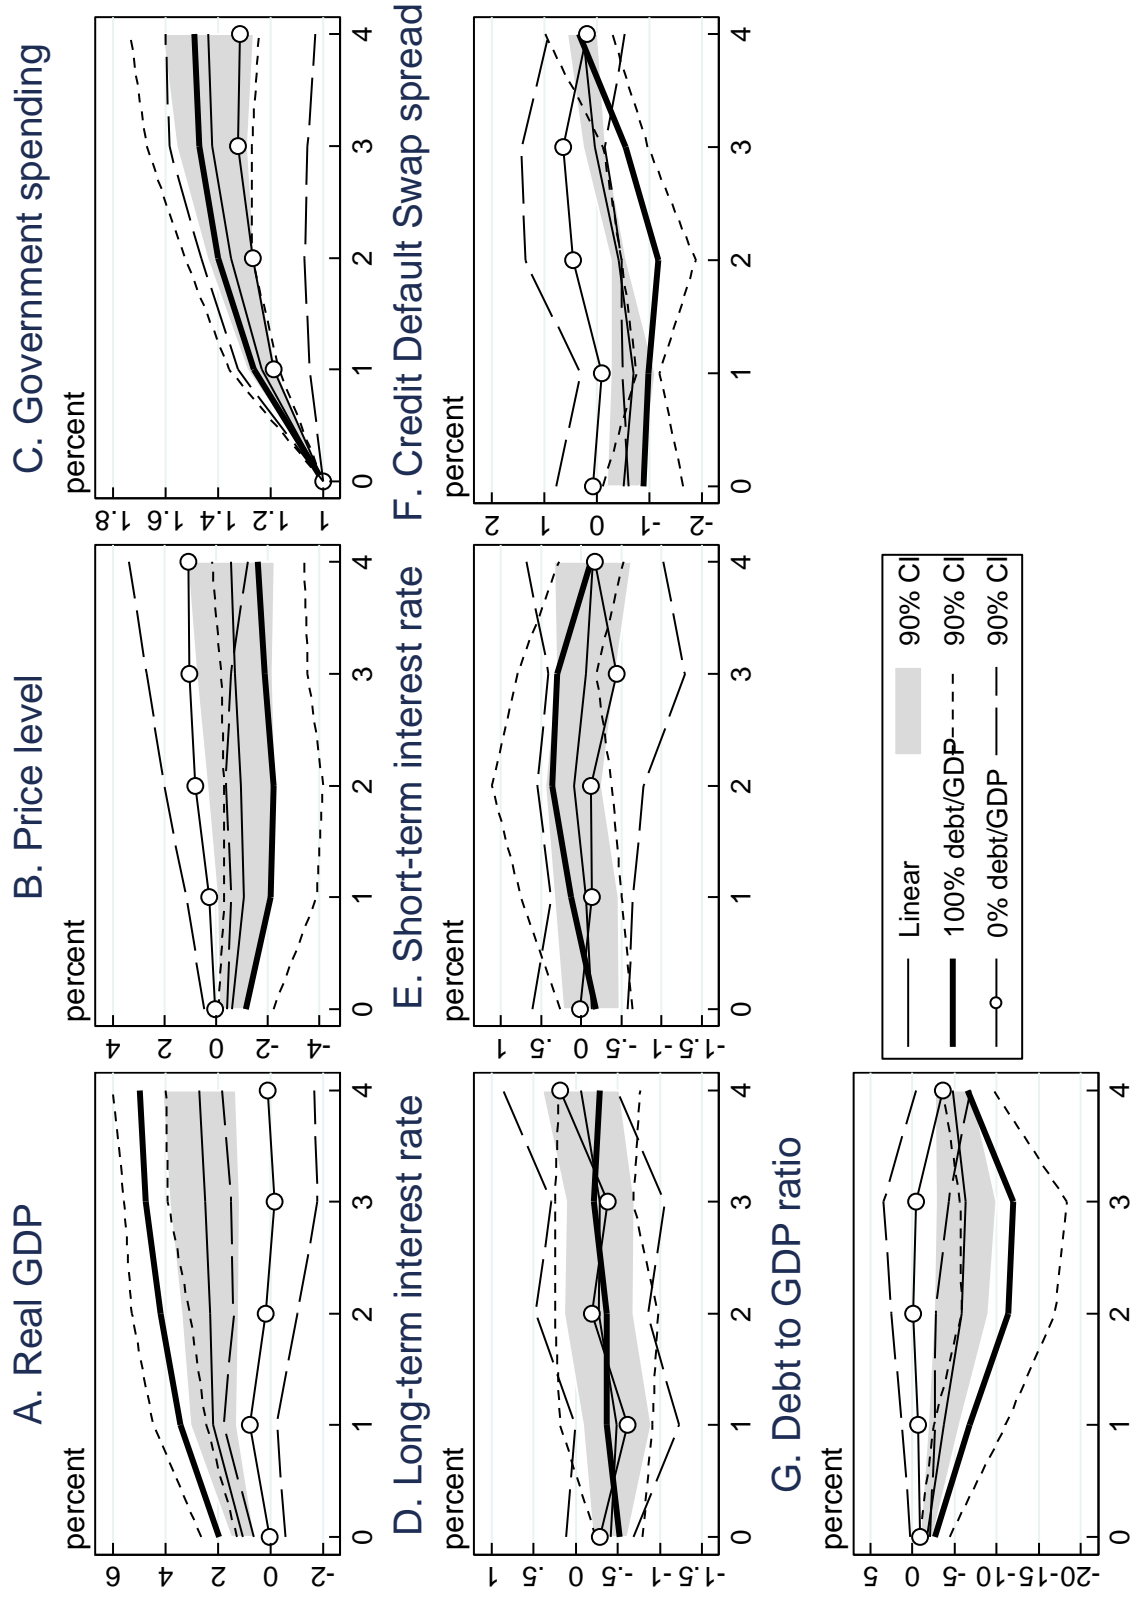 A. Real GDP
percent
6
4
2
0
-2
0 1 2 3 4
B. Price level
percent
4
2
0
-2
-4
0 1 2 3 4
C. Government spending
percent
1.8
1.6
1.4
1.2
1
0 1 2 3 4
D. Long-term interest rate
percent
1
.5
0
-.5
-1
-1.5
0 1 2 3 4
E. Short-term interest rate
percent
1
.5
0
-.5
-1
-1.5
0 1 2 3 4
F. Credit Default Swap spread
percent
2
1
0
-1
-2
0 1 2 3 4
G. Debt to GDP ratio
percent
5
0
-5
-10
-15
-20
0 1 2 3 4
Linear 90% CI
100% debt/GDP 90% CI
0% debt/GDP 90% CI